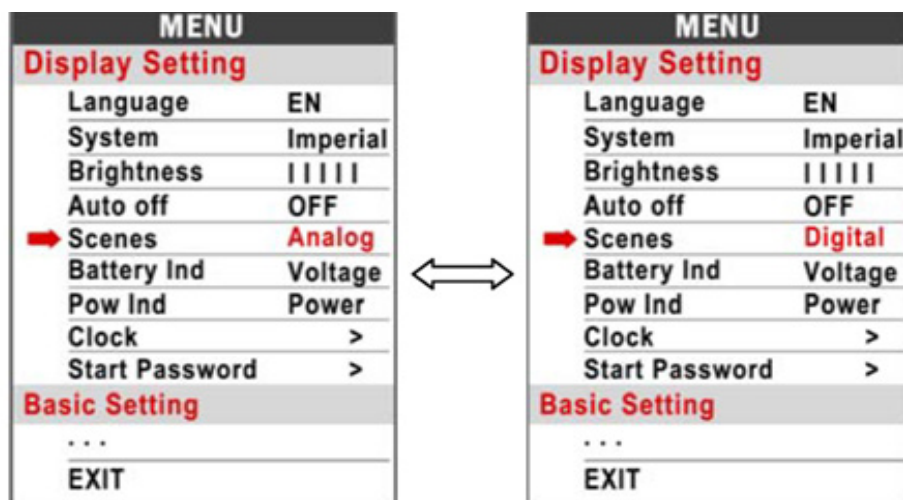 MENU
Display Setting
Language EN
System Imperial
Brightness | | | | |
Auto off OFF
Scenes Analog
Battery Ind Voltage
Pow Ind Power
Clock >
Start Password >
Basic Setting
. . .
EXIT
MENU
Display Setting
Language EN
System Imperial
Brightness | | | | |
Auto off OFF
Scenes Digital
Battery Ind Voltage
Pow Ind Power
Clock >
Start Password >
Basic Setting
. . .
EXIT